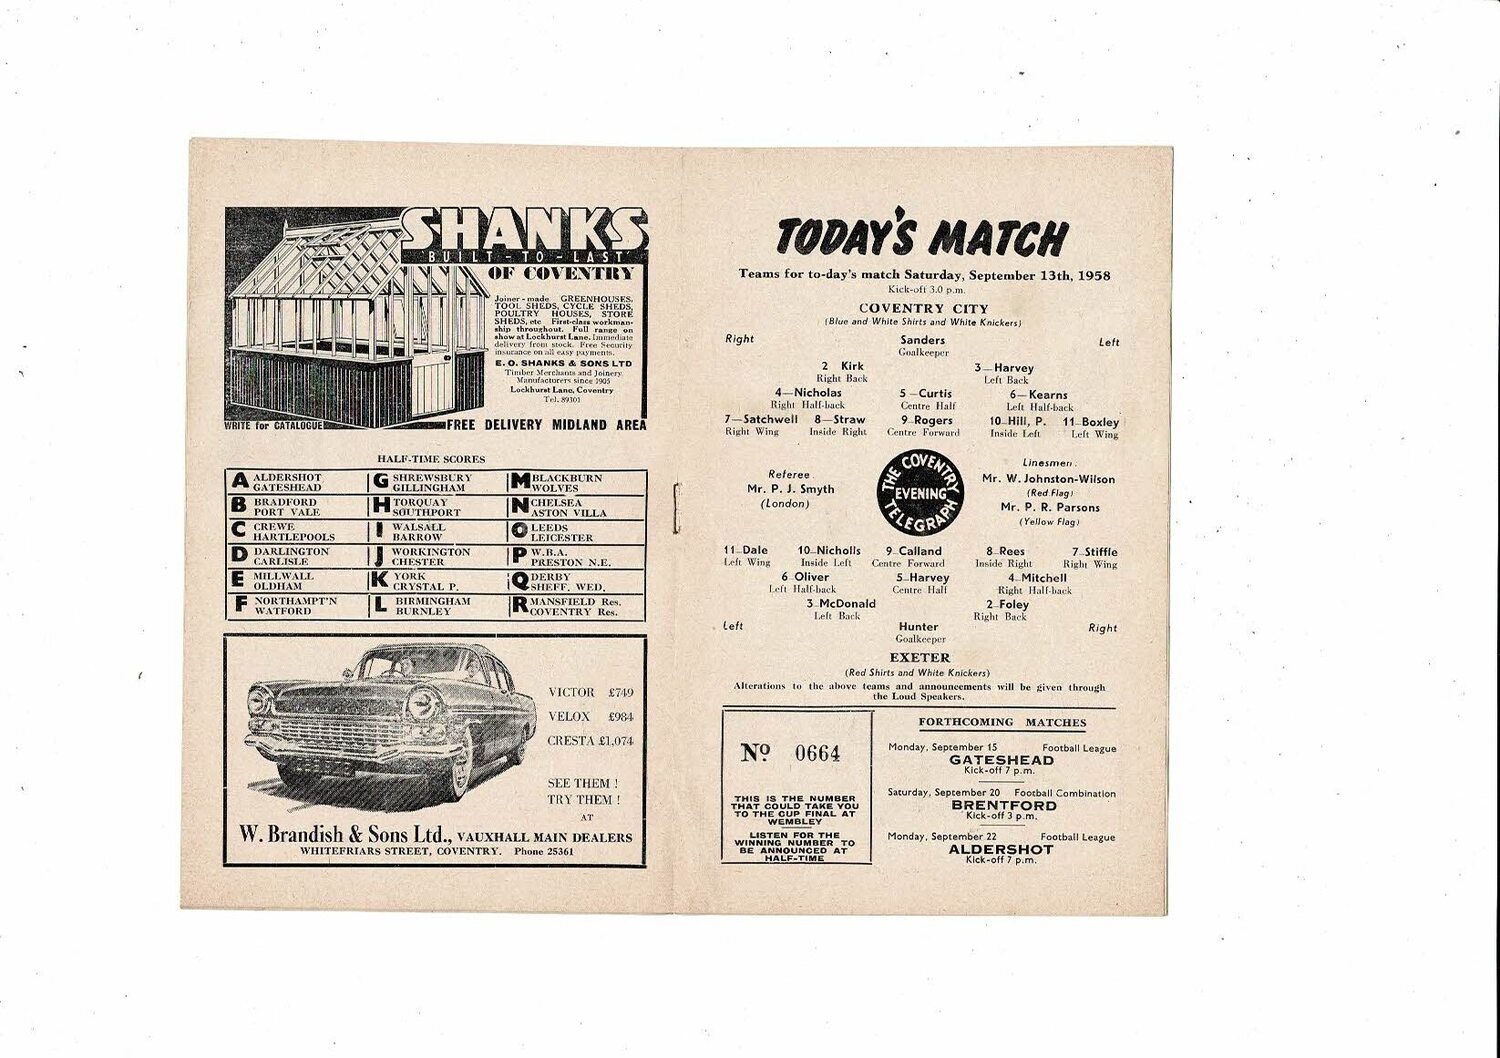 SHANKS
'BUILT-TO-LAST'
OF COVENTRY
Joiner-made GREENHOUSES,
TOOL SHEDS, CYCLE SHEDS,
POULTRY HOUSES, STORE
SHEDS, etc First-class workman-
ship throughout. Full range on
show at Lockhurst Lane. Immediate
delivery from stock. Free Security
insurance on all easy payments.
E. O. SHANKS & SONS LTD
Timber Merchants and Joinery
Manufacturers since 1905
Lockhurst Lane, Coventry
Tel. 89301
WRITE for CATALOGUE
FREE DELIVERY MIDLAND AREA
HALF-TIME SCORES
A ALDERSHOT
GATESHEAD
B BRADFORD
PORT VALE
C CREWE
HARTLEPOOLS
D DARLINGTON
CARLISLE
E MILLWALL
OLDHAM
F NORTHAMPT'N
WATFORD
G SHREWSBURY
GILLINGHAM
H TORQUAY
SOUTHPORT
I WALSALL
BARROW
J WORKINGTON
CHESTER
K YORK
CRYSTAL P.
L BIRMINGHAM
BURNLEY
M BLACKBURN
WOLVES
N CHELSEA
ASTON VILLA
O LEEDS
LEICESTER
P W.B.A.
PRESTON N.E.
Q DERBY
SHEFF. WED.
R MANSFIELD Res.
COVENTRY Res.
VICTOR £749
VELOX £984
CRESTA £1,074
SEE THEM !
TRY THEM !
AT
W. Brandish & Sons Ltd., VAUXHALL MAIN DEALERS
WHITEFRIARS STREET, COVENTRY. Phone 25361
TODAY'S MATCH
Teams for to-day's match Saturday, September 13th, 1958
Kick-off 3.0 p.m.
COVENTRY CITY
(Blue and White Shirts and White Knickers)
Right Sanders Left
Goalkeeper
2 Kirk 3—Harvey
Right Back Left Back
4—Nicholas 5—Curtis 6—Kearns
Right Half-back Centre Half Left Half-back
7—Satchwell 8—Straw 9—Rogers 10—Hill, P. 11—Boxley
Right Wing Inside Right Centre Forward Inside Left Left Wing
Referee
Mr. P. J. Smyth
(London)
THE COVENTRY
EVENING
TELEGRAPH
Linesmen:
Mr. W. Johnston-Wilson
(Red Flag)
Mr. P. R. Parsons
(Yellow Flag)
11—Dale 10—Nicholls 9—Calland 8—Rees 7—Stiffle
Left Wing Inside Left Centre Forward Inside Right Right Wing
6 Oliver 5—Harvey 4—Mitchell
Left Half-back Centre Half Right Half-back
3—McDonald 2—Foley
Left Back Right Back
Left Hunter Right
Goalkeeper
EXETER
(Red Shirts and White Knickers)
Alterations to the above teams and announcements will be given through
the Loud Speakers.
No 0664
THIS IS THE NUMBER
THAT COULD TAKE YOU
TO THE CUP FINAL AT
WEMBLEY
LISTEN FOR THE
WINNING NUMBER TO
BE ANNOUNCED AT
HALF-TIME
FORTHCOMING MATCHES
Monday, September 15 Football League
GATESHEAD
Kick-off 7 p.m.
Saturday, September 20 Football Combination
BRENTFORD
Kick-off 3 p.m.
Monday, September 22 Football League
ALDERSHOT
Kick-off 7 p.m.